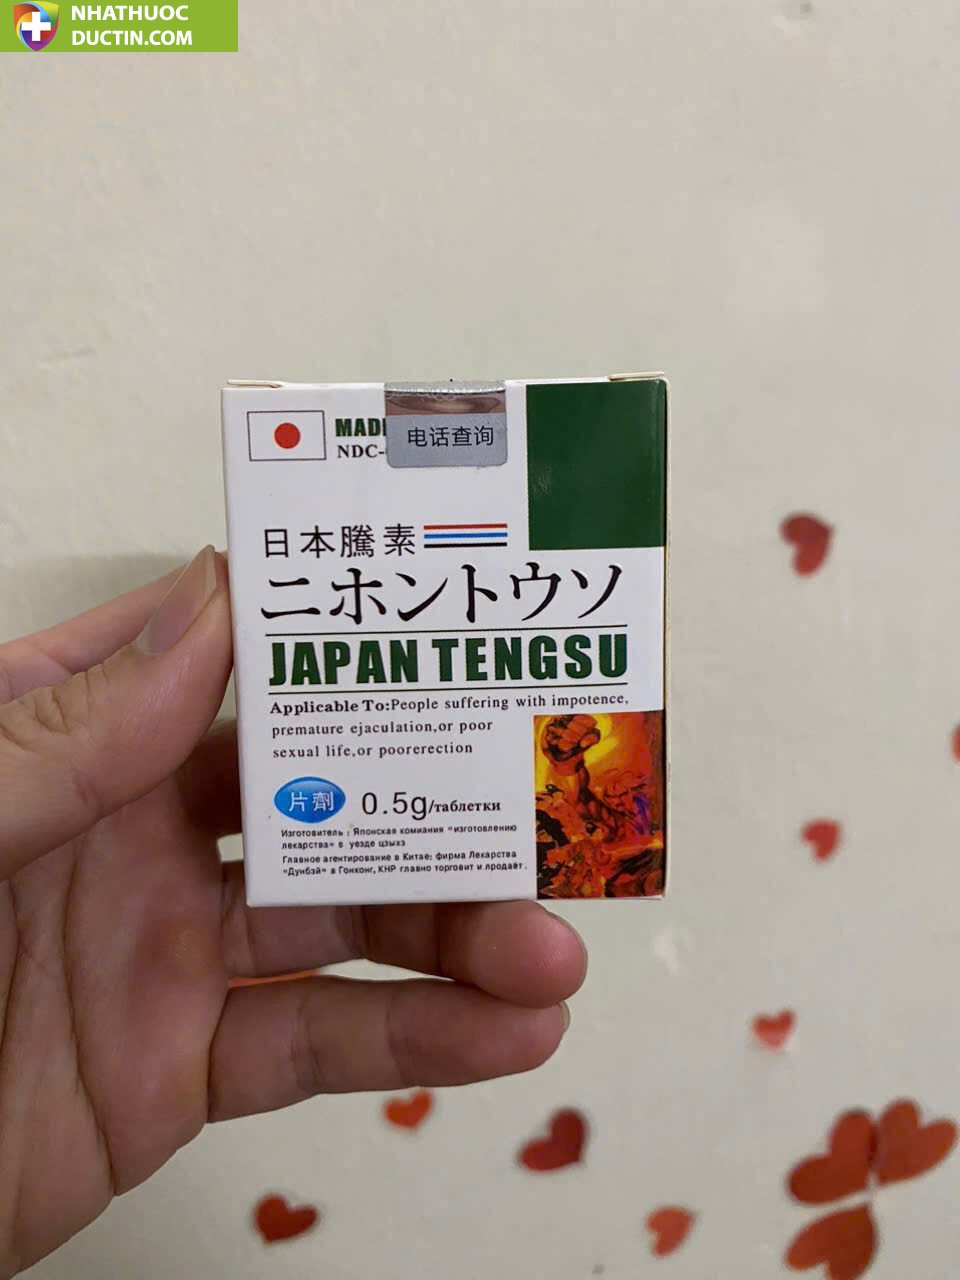 NHATHUOC
DUCTIN.COM
MADE
NDC-
电话查询
日本騰素
ニホントウソ
JAPAN TENGSU
Applicable To:People suffering with impotence,
premature ejaculation,or poor
sexual life,or poorerection
片劑
0.5g/таблетки
Изготовитель : Японская комиания "изготовлению
лекарства" в уезде цзыхэ
Главное агентирование в Китае: фирма Лекарства
"Дунбэй" в Гонконг, КНР главно торговит и продаёт.